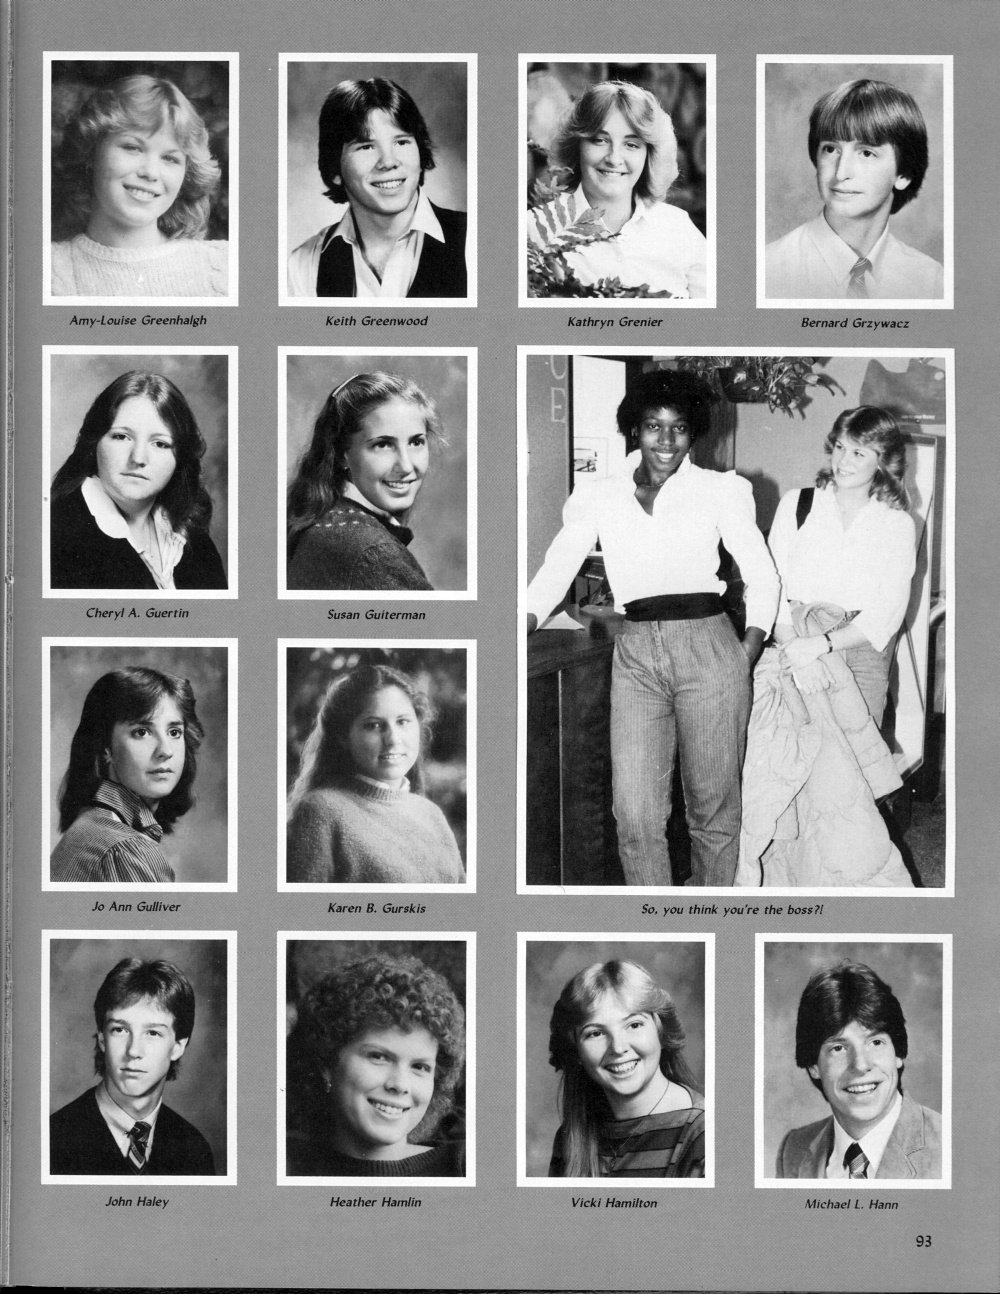 Amy-Louise Greenhalgh
Keith Greenwood
Kathryn Grenier
Bernard Grzywacz
Cheryl A. Guertin
Susan Guiterman
Jo Ann Gulliver
Karen B. Gurskis
So, you think you're the boss?!
John Haley
Heather Hamlin
Vicki Hamilton
Michael L. Hann
93